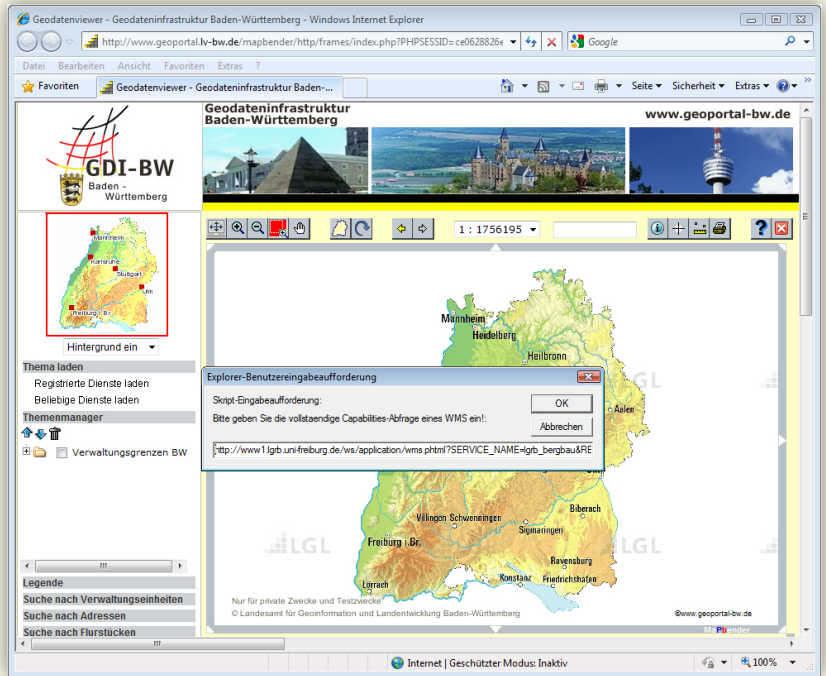 Geodatenviewer - Geodateninfrastruktur Baden-Württemberg - Windows Internet Explorer
http://www.geoportal.lv-bw.de/mapbender/http/frames/index.php?PHPSESSID=ce0628826e
Google
Datei Bearbeiten Ansicht Favoriten Extras ?
Favoriten
Geodatenviewer - Geodateninfrastruktur Baden-...
Seite Sicherheit Extras
GDI-BW
Baden -
Württemberg
Geodateninfrastruktur
Baden-Württemberg
www.geoportal-bw.de
1 : 1756195
Mannheim
Karlsruhe
Stuttgart
Ulm
Freiburg i. Br.
Hintergrund ein
Thema laden
Registrierte Dienste laden
Beliebige Dienste laden
Themenmanager
Verwaltungsgrenzen BW
Legende
Suche nach Verwaltungseinheiten
Suche nach Adressen
Suche nach Flurstücken
Mannheim
Heidelberg
Heilbronn
Aalen
Explorer-Benutzereingabeaufforderung
Skript-Eingabeaufforderung:
OK
Bitte geben Sie die vollstaendige Capabilities-Abfrage eines WMS ein!:
Abbrechen
http://www1.lgrb.uni-freiburg.de/ws/application/wms.phtml?SERVICE_NAME=lgrb_bergbau&RE
Biberach
Villingen Schwenningen
Sigmaringen
Freiburg i.Br.
LGL
LGL
Ravensburg
Konstanz
Friedrichshafen
Lörrach
Nur für private Zwecke und Testzwecke
© Landesamt für Geoinformation und Landentwicklung Baden-Württemberg
©www.geoportal-bw.de
MaPbender
Internet | Geschützter Modus: Inaktiv
100%